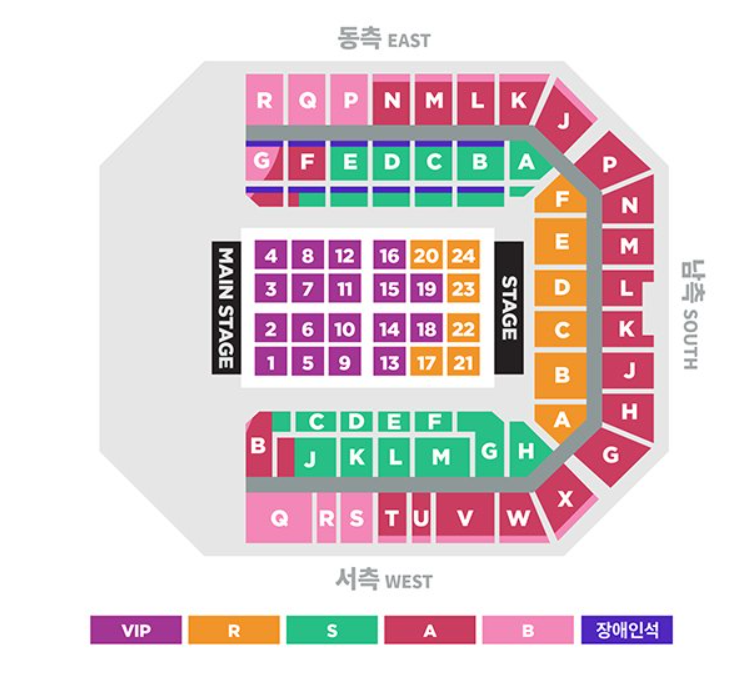 동측 EAST
R Q P N M L K J
G F E D C B A
P
N
M
L
K
J
H
G
F
E
D
C
B
A
MAIN STAGE
4 8 12 16 20 24
3 7 11 15 19 23
2 6 10 14 18 22
1 5 9 13 17 21
STAGE
남측 SOUTH
C D E F
B J K L M G H
Q R S T U V W X
서측 WEST
VIP R S A B 장애인석